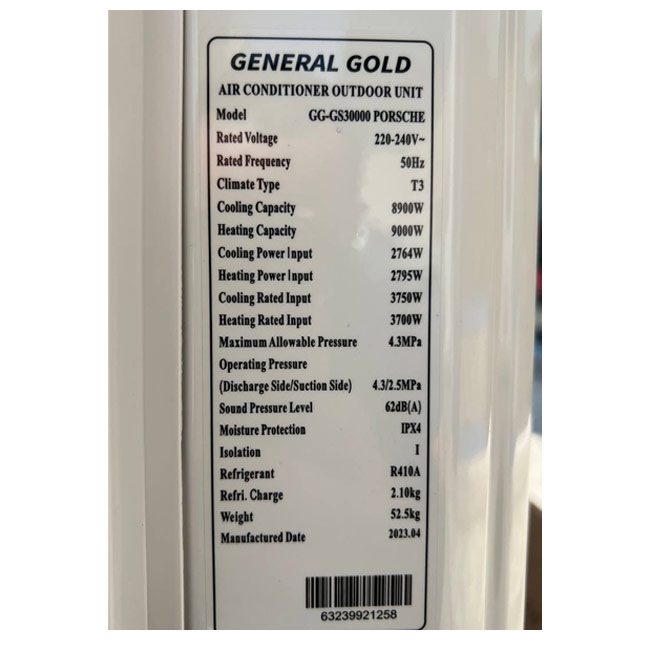 GENERAL GOLD
AIR CONDITIONER OUTDOOR UNIT
Model GG-GS30000 PORSCHE
Rated Voltage 220-240V~
Rated Frequency 50Hz
Climate Type T3
Cooling Capacity 8900W
Heating Capacity 9000W
Cooling Power Input 2764W
Heating Power Input 2795W
Cooling Rated Input 3750W
Heating Rated Input 3700W
Maximum Allowable Pressure 4.3MPa
Operating Pressure
(Discharge Side/Suction Side) 4.3/2.5MPa
Sound Pressure Level 62dB(A)
Moisture Protection IPX4
Isolation I
Refrigerant R410A
Refri. Charge 2.10kg
Weight 52.5kg
Manufactured Date 2023.04
63239921258